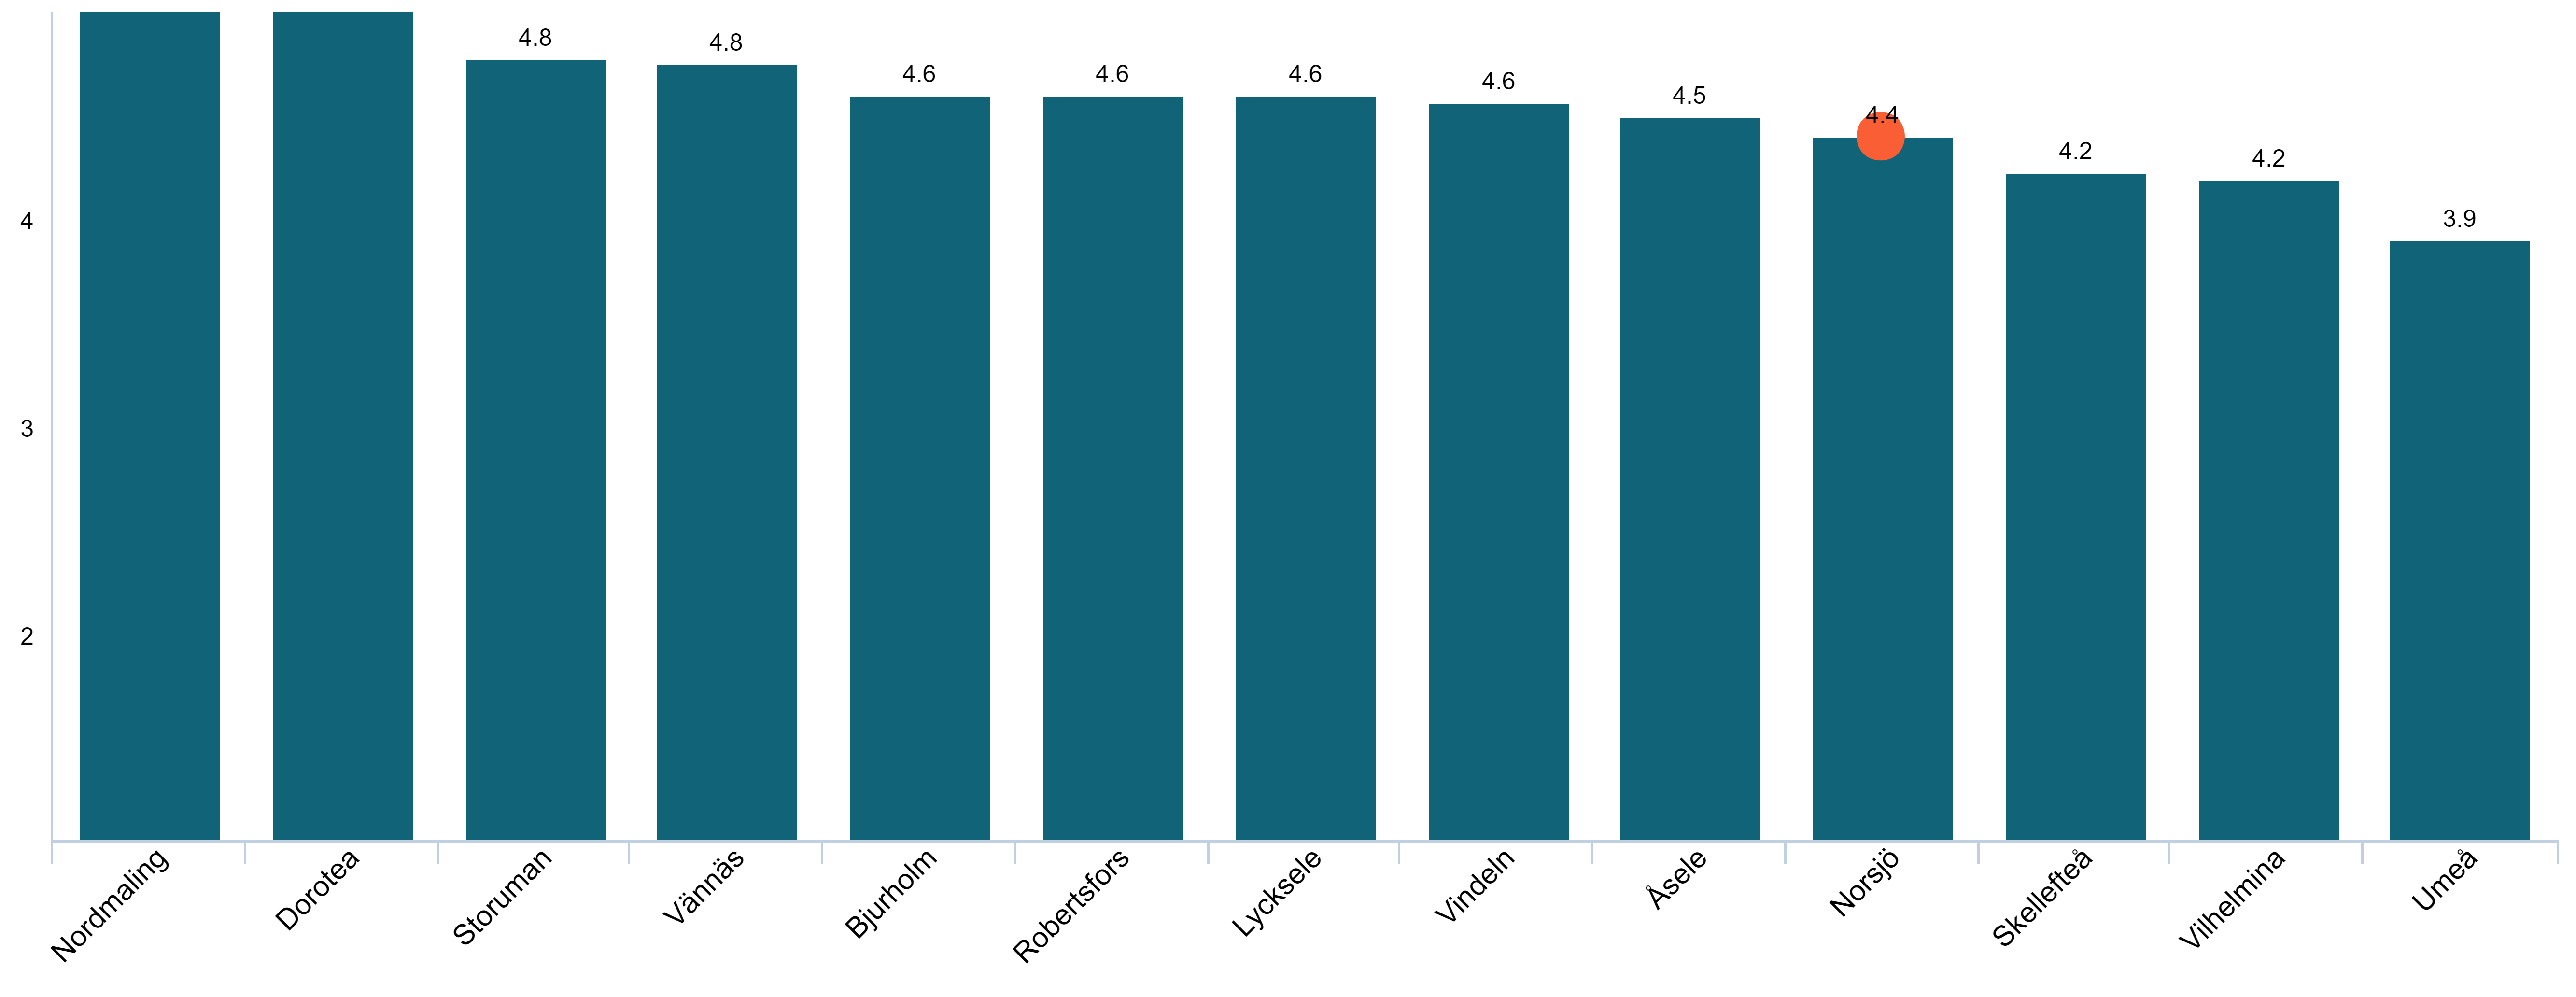 4.8
4.8
4.6
4.6
4.6
4.6
4.5
4.4
4.2
4.2
3.9
4
3
2
Nordmaling
Dorotea
Storuman
Vännäs
Bjurholm
Robertsfors
Lycksele
Vindeln
Åsele
Norsjö
Skellefteå
Vilhelmina
Umeå